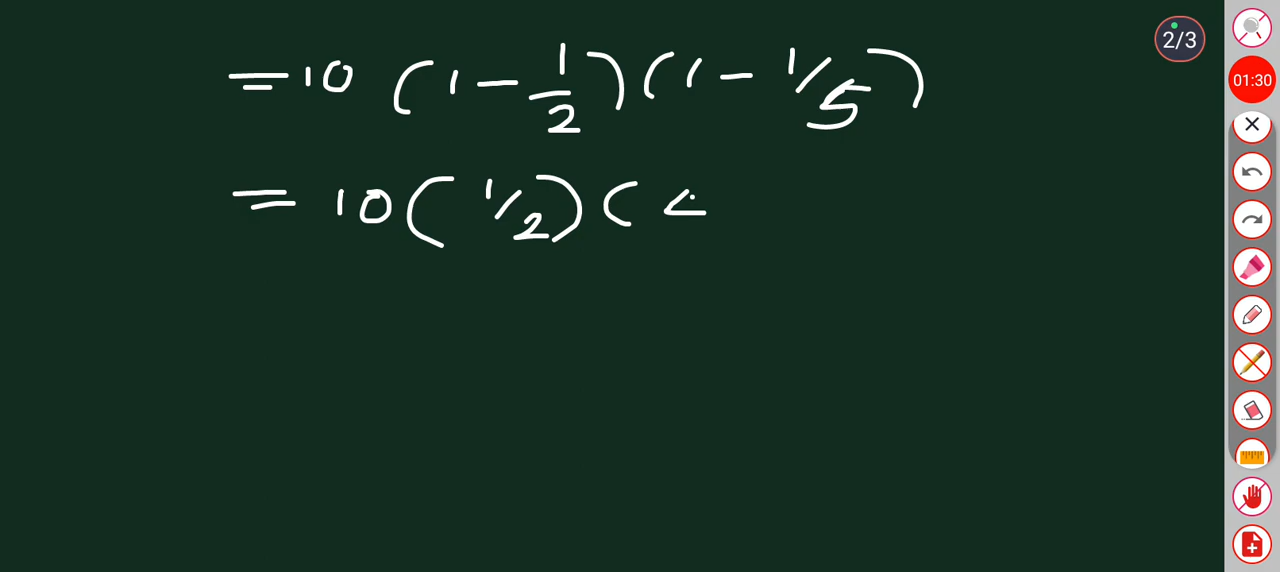 2/3
01:30
= 10 (1 - 1/2)(1 - 1/5)
= 10 (1/2)(